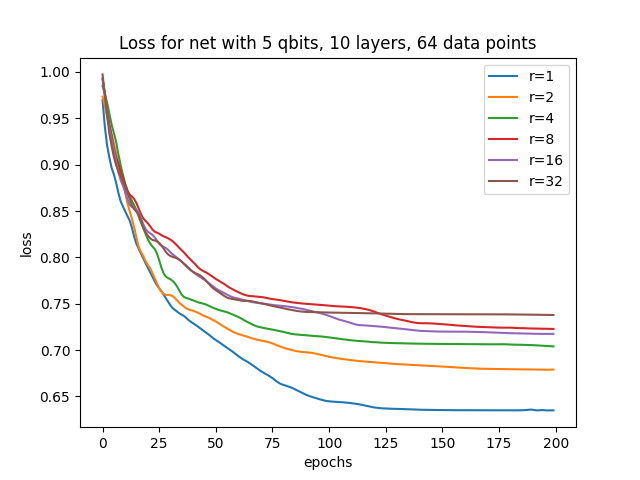 Loss for net with 5 qbits, 10 layers, 64 data points
1.00
0.95
0.90
0.85
0.80
0.75
0.70
0.65
loss
r=1
r=2
r=4
r=8
r=16
r=32
0 25 50 75 100 125 150 175 200
epochs